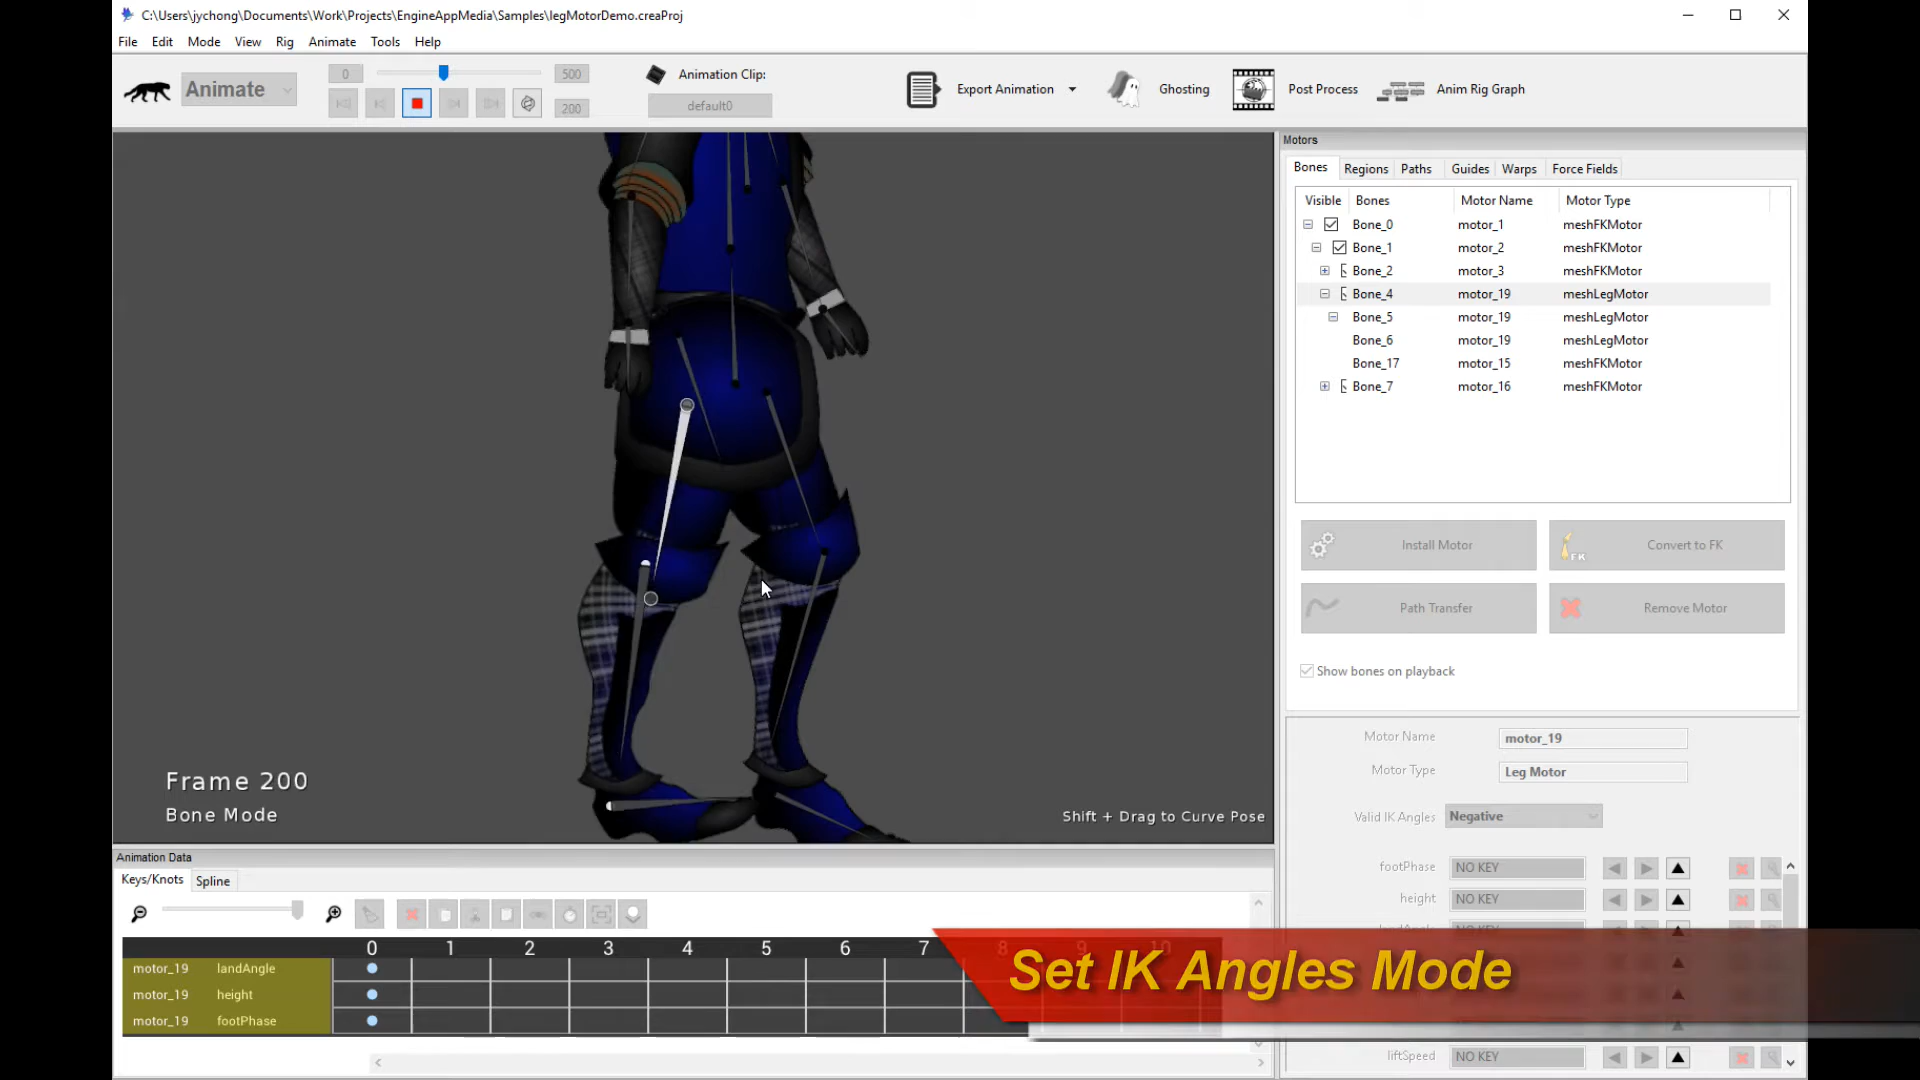 C:\Users\jychong\Documents\Work\Projects\EngineAppMedia\Samples\legMotorDemo.creaProj
File Edit Mode View Rig Animate Tools Help
Animate
0 500
200
Animation Clip:
default0
Export Animation
Ghosting
Post Process
Anim Rig Graph
Motors
Bones Regions Paths Guides Warps Force Fields
Visible Bones Motor Name Motor Type
Bone_0 motor_1 meshFKMotor
Bone_1 motor_2 meshFKMotor
Bone_2 motor_3 meshFKMotor
Bone_4 motor_19 meshLegMotor
Bone_5 motor_19 meshLegMotor
Bone_6 motor_19 meshLegMotor
Bone_17 motor_15 meshFKMotor
Bone_7 motor_16 meshFKMotor
Install Motor
FK
Convert to FK
Path Transfer
Remove Motor
Show bones on playback
Motor Name motor_19
Motor Type Leg Motor
Valid IK Angles Negative
footPhase NO KEY
height NO KEY
liftSpeed NO KEY
Frame 200
Bone Mode
Shift + Drag to Curve Pose
Animation Data
Keys/Knots Spline
0 1 2 3 4 5 6 7 8 9 10
motor_19 landAngle
motor_19 height
motor_19 footPhase
Set IK Angles Mode